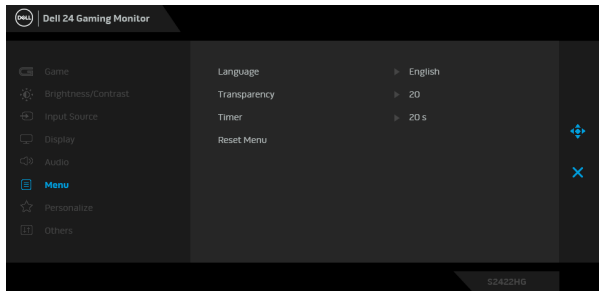 DELL Dell 24 Gaming Monitor
Game
Language English
Brightness/Contrast
Transparency 20
Input Source
Timer 20 s
Display
Reset Menu
Audio
Menu
Personalize
Others
S2422HG